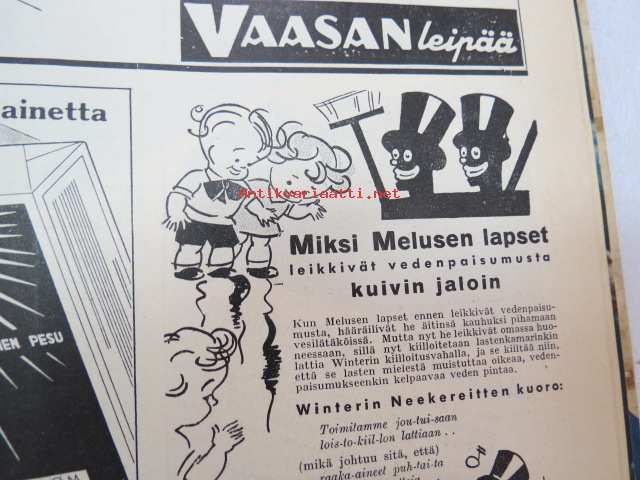 VAASAN leipää
ainetta
Antikvariaatti.net
Miksi Melusen lapset
leikkivät vedenpaisumusta
kuivin jaloin
Kun Melusen lapset ennen leikkivät vedenpaisu-
musta, hääräilivät he äitinsä kauhuksi pihamaan
vesilätäköissä. Mutta nyt he leikkivät omassa huo-
neessaan, sillä nyt kiilloitetaan lastenkamarinkin
lattia Winterin kiilloitusvahalla, ja se kiiltää niin,
että se lasten mielestä muistuttaa oikeaa, veden-
paisumukseenkin kelpaavaa veden pintaa.
EN PESU
Winterin Neekereitten kuoro:
Toimitamme jou-tui-saan
lois-to-kiil-lon lattiaan . .
(mikä johtuu sitä, että)
raaka-aineet puh-tai-ta